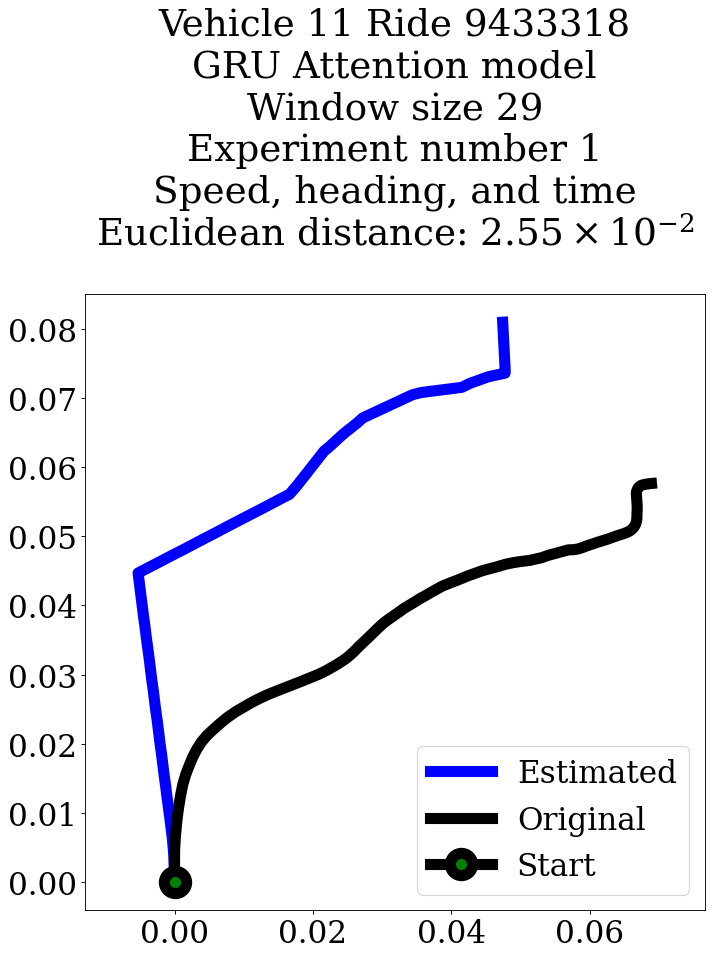 Vehicle 11 Ride 9433318
GRU Attention model
Window size 29
Experiment number 1
Speed, heading, and time
Euclidean distance: 2.55 × 10⁻²
0.08
0.07
0.06
0.05
0.04
0.03
0.02
0.01
0.00
Estimated
Original
Start
0.00 0.02 0.04 0.06